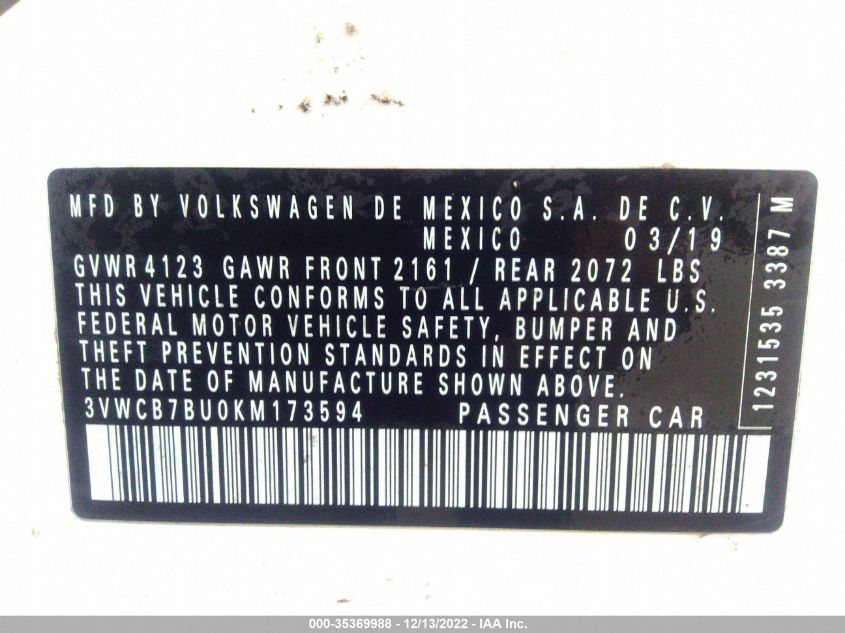 MFD BY VOLKSWAGEN DE MEXICO S.A. DE C.V.
MEXICO 03/19
GVWR 4123 GAWR FRONT 2161 / REAR 2072 LBS
THIS VEHICLE CONFORMS TO ALL APPLICABLE U.S.
FEDERAL MOTOR VEHICLE SAFETY, BUMPER AND
THEFT PREVENTION STANDARDS IN EFFECT ON
THE DATE OF MANUFACTURE SHOWN ABOVE.
3VWCB7BU0KM173594 PASSENGER CAR
1231535 3387 M
000-35369988 - 12/13/2022 - IAA Inc.